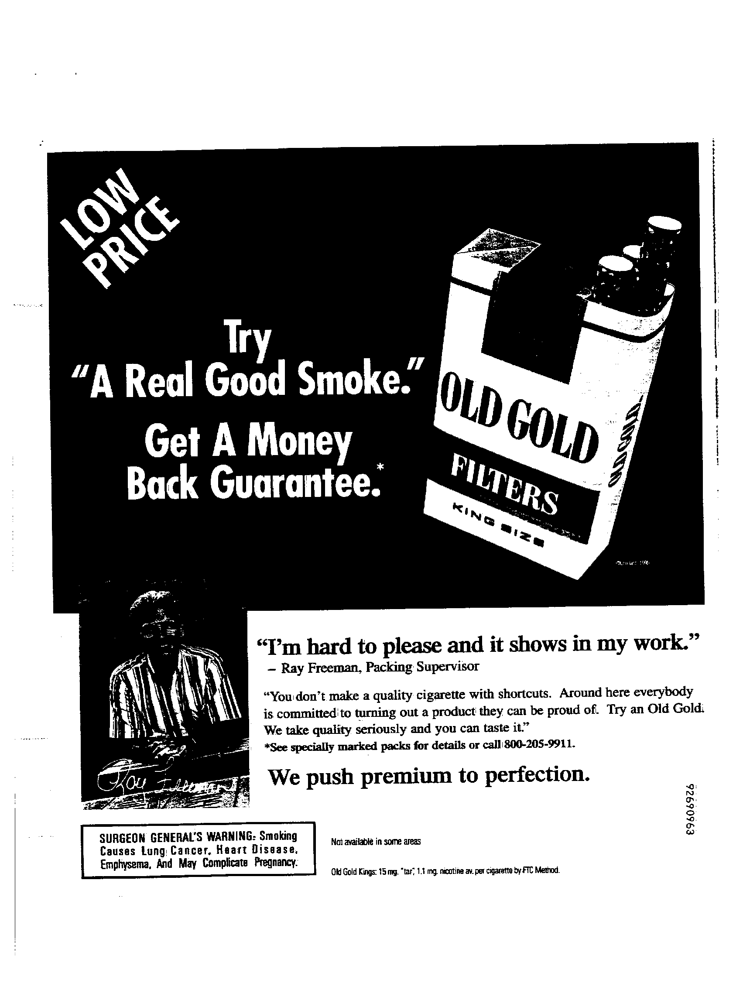 LOW
PRICE
Try
“A Real Good Smoke.”
Get A Money
Back Guarantee.*
OLD GOLD
FILTERS
KING SIZE
OLD GOLD
“I'm hard to please and it shows in my work.”
– Ray Freeman, Packing Supervisor
“You don't make a quality cigarette with shortcuts. Around here everybody
is committed to turning out a product they can be proud of. Try an Old Gold.
We take quality seriously and you can taste it.”
*See specially marked packs for details or call 800-205-9911.
Ray Freeman
We push premium to perfection.
92690963
SURGEON GENERAL'S WARNING: Smoking
Causes Lung Cancer, Heart Disease,
Emphysema, And May Complicate Pregnancy.
Not available in some areas
Old Gold Kings: 15 mg. "tar", 1.1 mg. nicotine av. per cigarette by FTC Method.